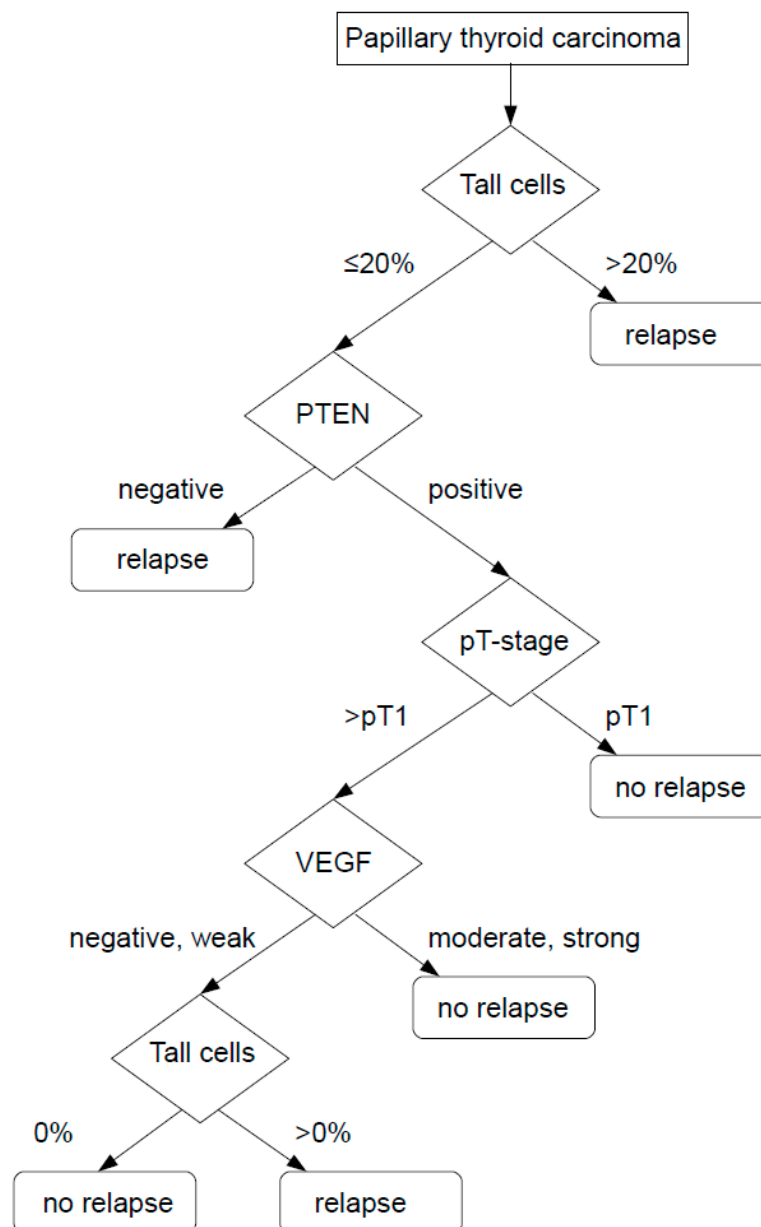 Papillary thyroid carcinoma
Tall cells
≤20%
>20%
relapse
PTEN
negative
positive
relapse
pT-stage
>pT1
pT1
no relapse
VEGF
negative, weak
moderate, strong
no relapse
Tall cells
0%
>0%
no relapse
relapse